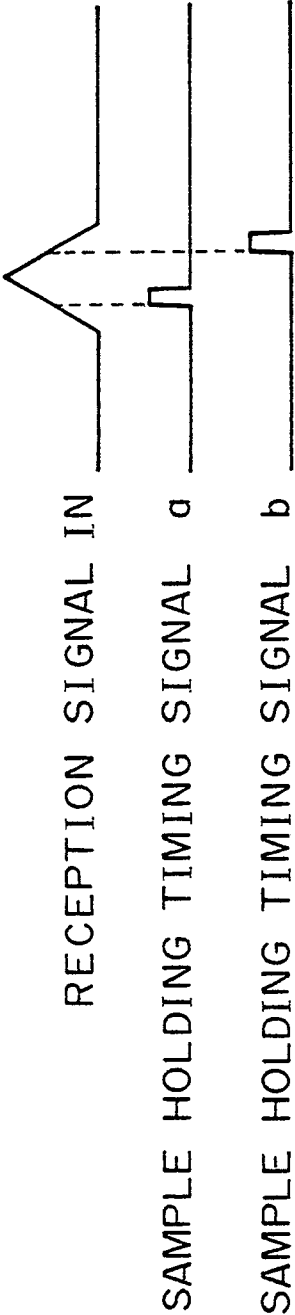 RECEPTION SIGNAL IN
SAMPLE HOLDING TIMING SIGNAL a
SAMPLE HOLDING TIMING SIGNAL b